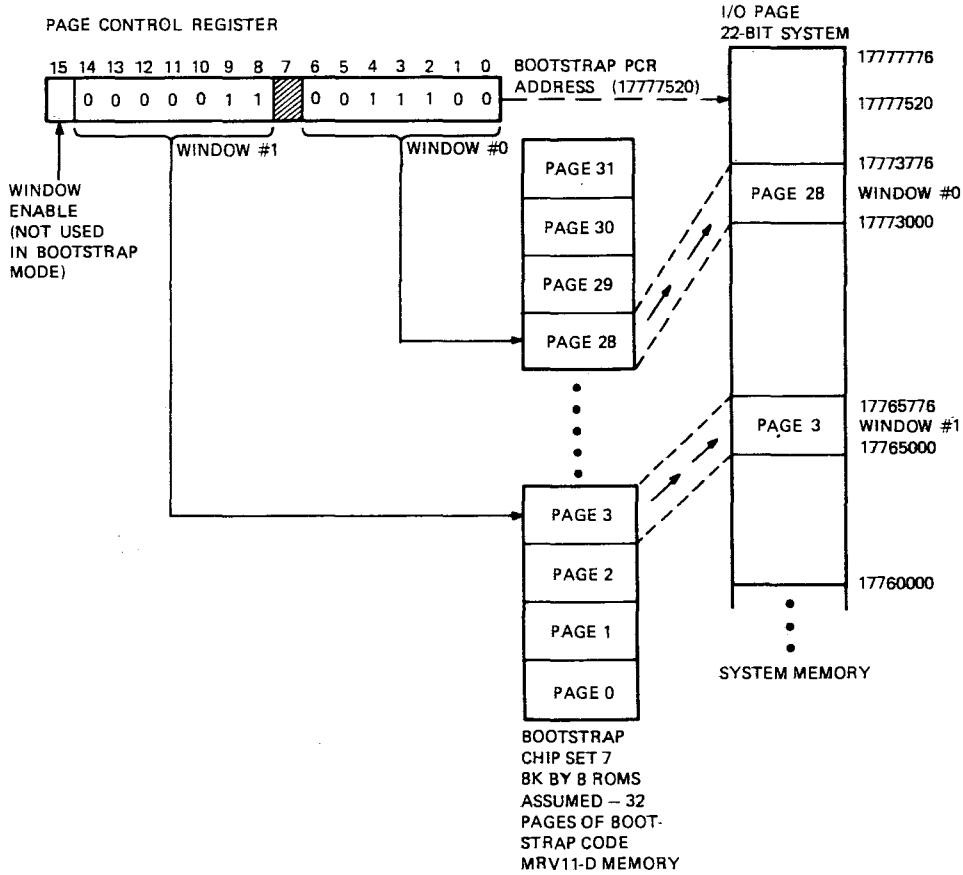 PAGE CONTROL REGISTER
15 14 13 12 11 10 9 8 7 6 5 4 3 2 1 0
0 0 0 0 0 1 1 0 0 1 1 1 0 0
WINDOW #1
WINDOW #0
WINDOW
ENABLE
(NOT USED
IN BOOTSTRAP
MODE)
BOOTSTRAP PCR
ADDRESS (17777520)
PAGE 31
PAGE 30
PAGE 29
PAGE 28
PAGE 3
PAGE 2
PAGE 1
PAGE 0
BOOTSTRAP
CHIP SET 7
8K BY 8 ROMS
ASSUMED – 32
PAGES OF BOOT-
STRAP CODE
MRV11-D MEMORY
I/O PAGE
22-BIT SYSTEM
17777776
17777520
17773776
PAGE 28 WINDOW #0
17773000
17765776
PAGE 3 WINDOW #1
17765000
17760000
SYSTEM MEMORY